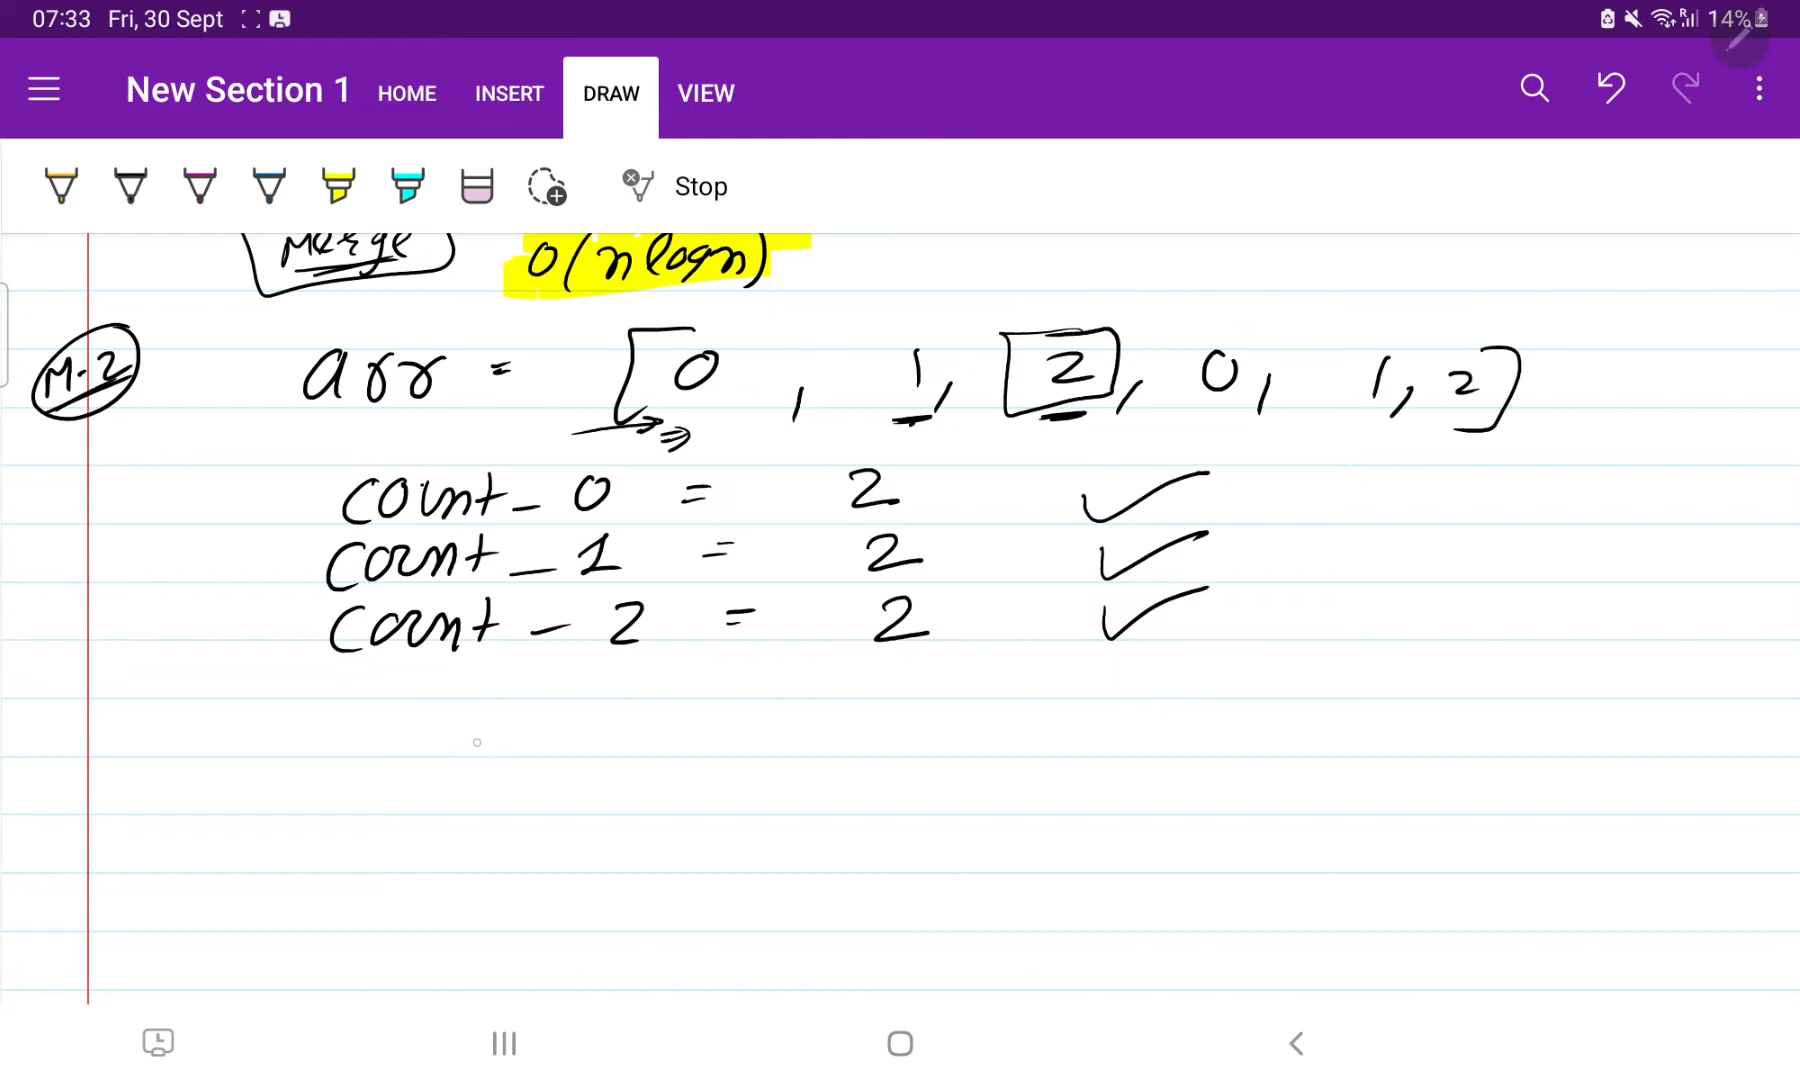 07:33 Fri, 30 Sept 14%
New Section 1 HOME INSERT DRAW VIEW
Stop
Merge O(n logn)
M-2 arr = [0, 1, 2, 0, 1, 2]
count_0 = 2 ✓
count_1 = 2 ✓
count_2 = 2 ✓